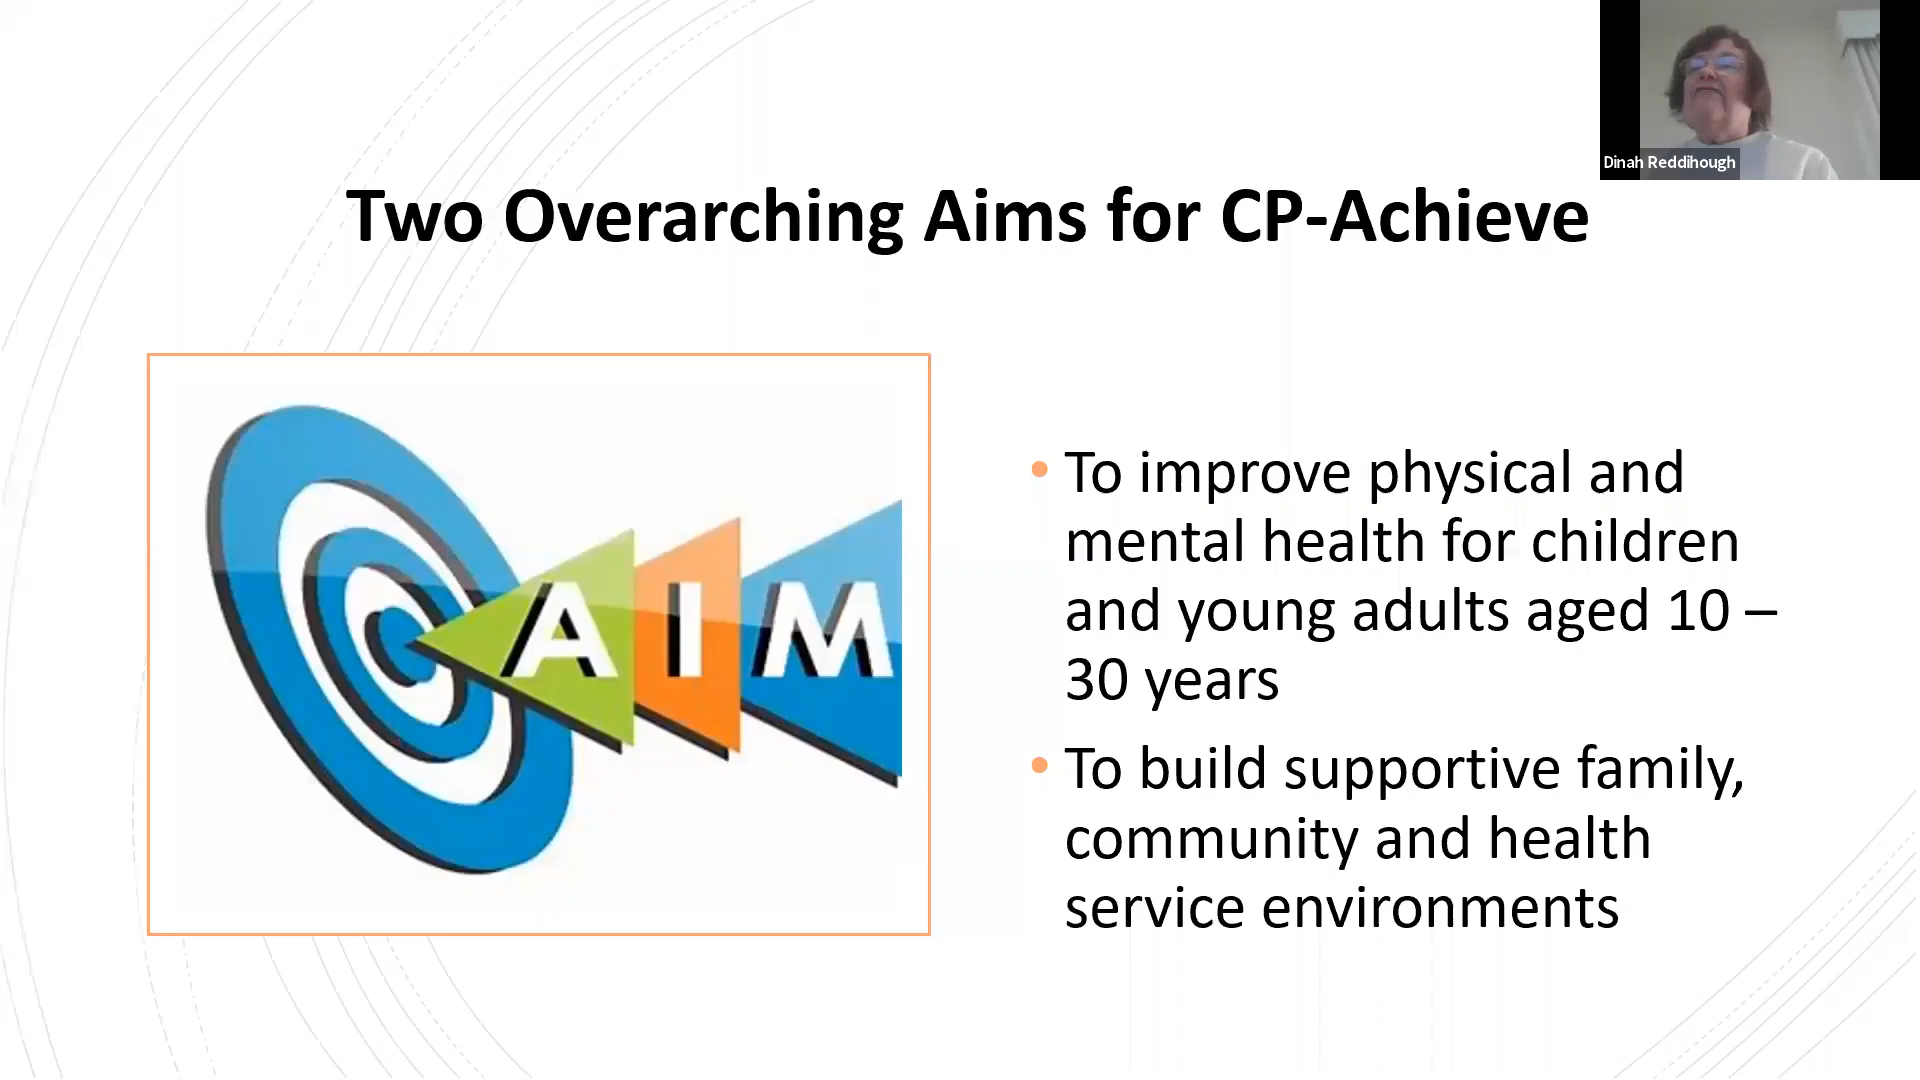 Dinah Reddihough
Two Overarching Aims for CP-Achieve
AIM
• To improve physical and
mental health for children
and young adults aged 10 –
30 years
• To build supportive family,
community and health
service environments